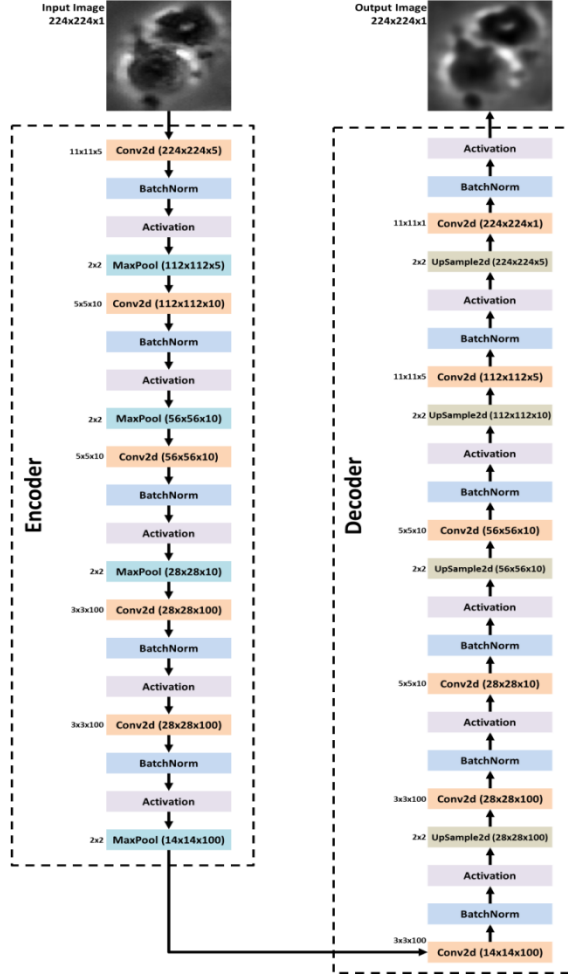 Input Image
224x224x1
11x11x5
Conv2d (224x224x5)
BatchNorm
Activation
2x2
MaxPool (112x112x5)
5x5x10
Conv2d (112x112x10)
BatchNorm
Activation
2x2
MaxPool (56x56x10)
5x5x10
Conv2d (56x56x10)
BatchNorm
Activation
2x2
MaxPool (28x28x10)
3x3x100
Conv2d (28x28x100)
BatchNorm
Activation
3x3x100
Conv2d (28x28x100)
BatchNorm
Activation
2x2
MaxPool (14x14x100)
Encoder
Output Image
224x224x1
Activation
BatchNorm
11x11x1
Conv2d (224x224x1)
2x2
UpSample2d (224x224x5)
Activation
BatchNorm
11x11x5
Conv2d (112x112x5)
2x2
UpSample2d (112x112x10)
Activation
BatchNorm
5x5x10
Conv2d (56x56x10)
2x2
UpSample2d (56x56x10)
Activation
BatchNorm
5x5x10
Conv2d (28x28x10)
Activation
BatchNorm
3x3x100
Conv2d (28x28x100)
2x2
UpSample2d (28x28x100)
Activation
BatchNorm
3x3x100
Conv2d (14x14x100)
Decoder